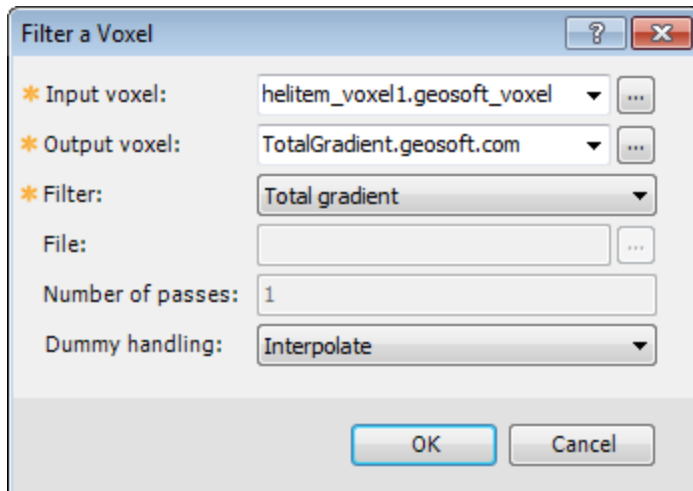 Filter a Voxel
* Input voxel: helitem_voxel1.geosoft_voxel ...
* Output voxel: TotalGradient.geosoft.com ...
* Filter: Total gradient
File: ...
Number of passes: 1
Dummy handling: Interpolate
OK Cancel